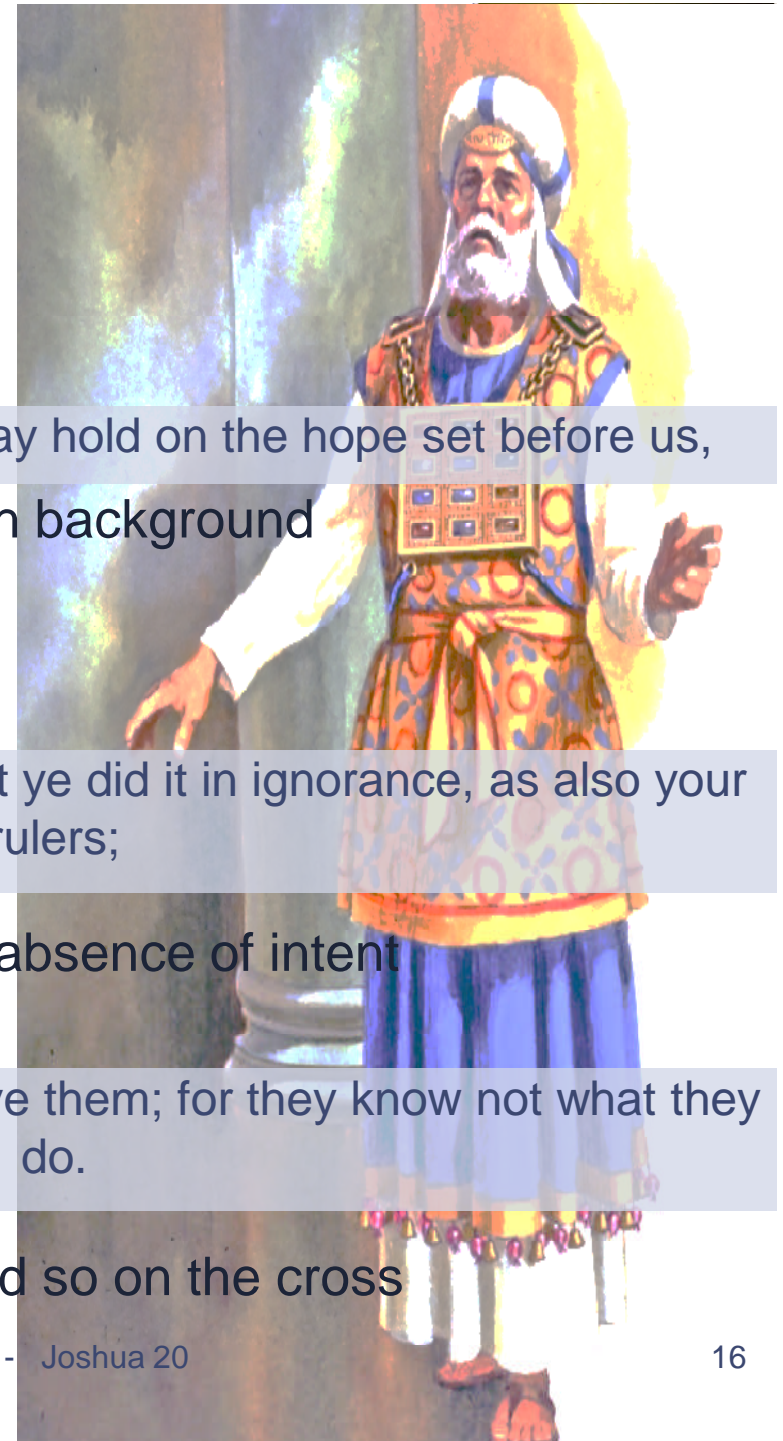 ay hold on the hope set before us,
background
t ye did it in ignorance, as also your
rulers;
absence of intent
ve them; for they know not what they
do.
d so on the cross
- Joshua 20
16